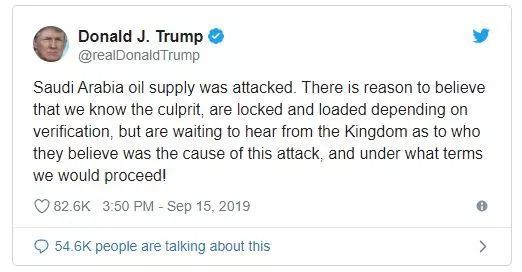 Donald J. Trump
@realDonaldTrump
Saudi Arabia oil supply was attacked. There is reason to believe
that we know the culprit, are locked and loaded depending on
verification, but are waiting to hear from the Kingdom as to who
they believe was the cause of this attack, and under what terms
we would proceed!
82.6K 3:50 PM - Sep 15, 2019
54.6K people are talking about this